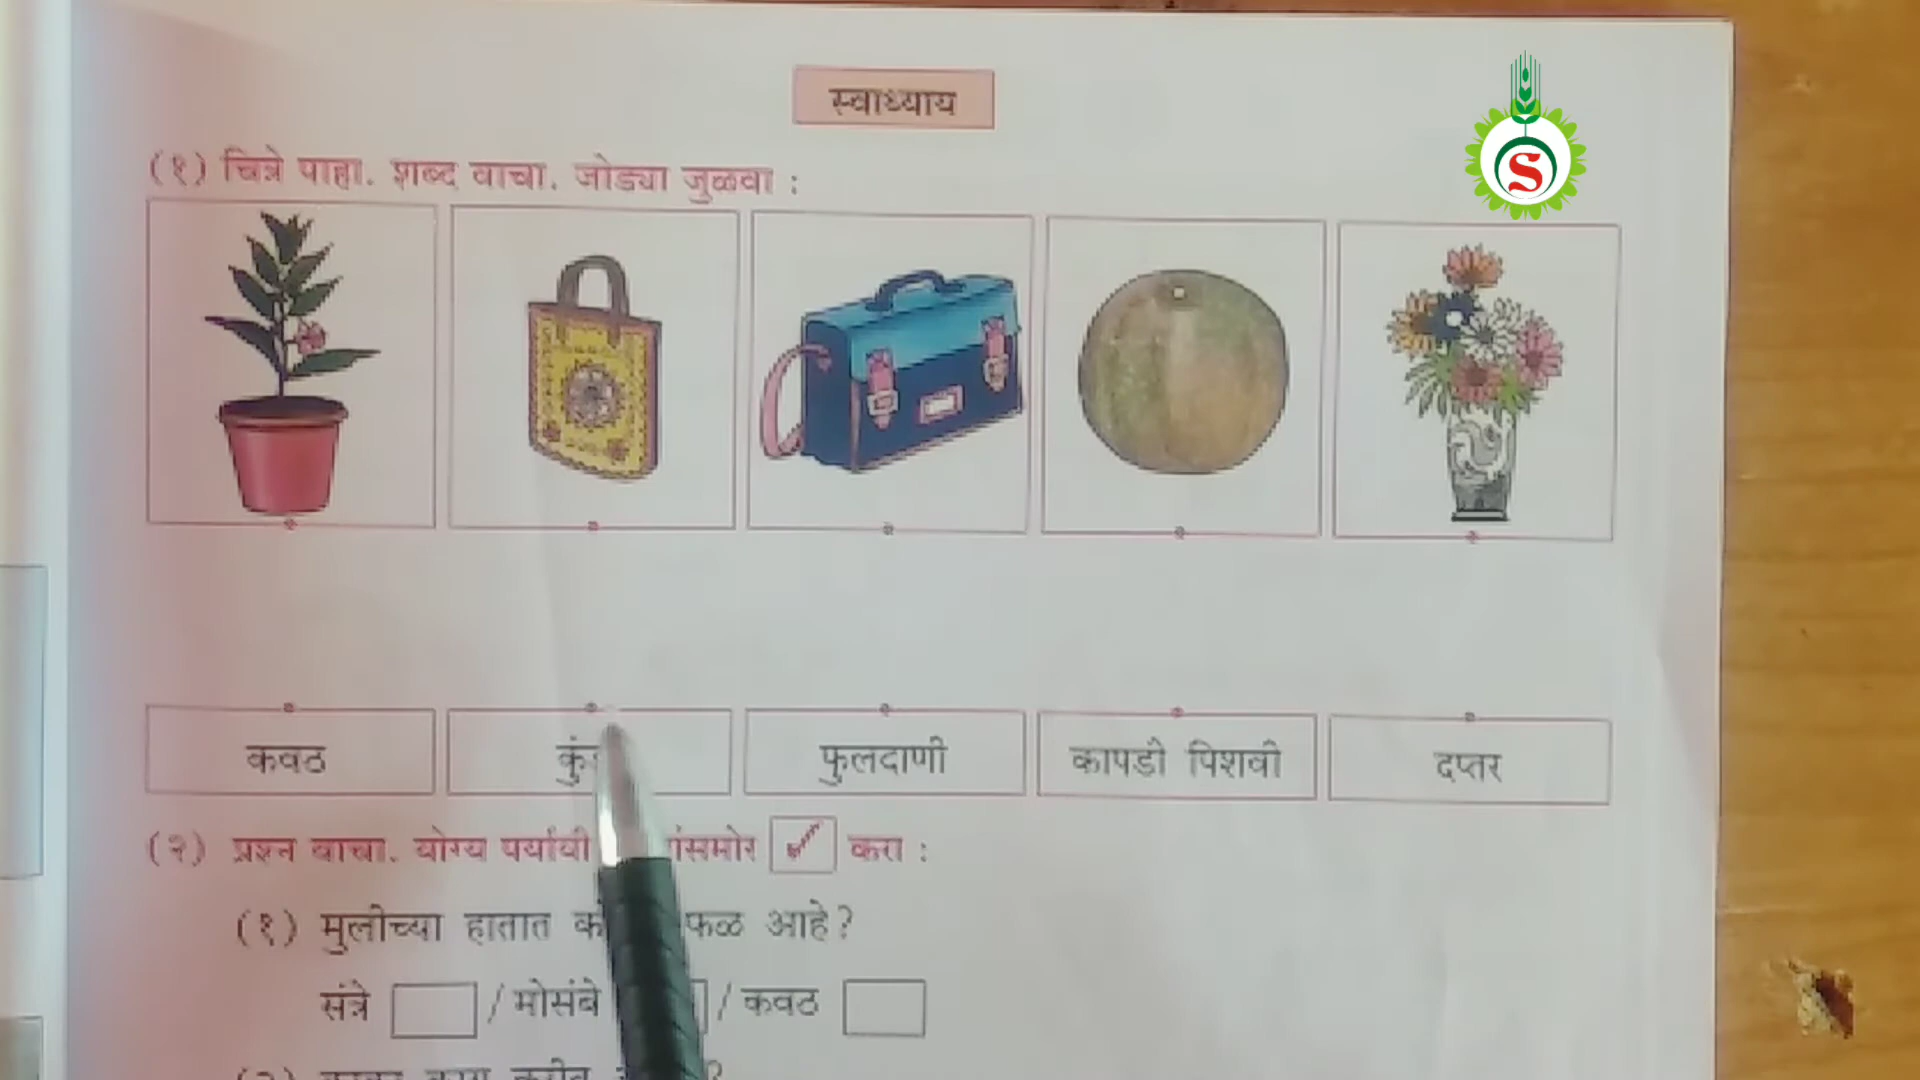 स्वाध्याय
S
(१) चित्रे पाहा. शब्द वाचा. जोड्या जुळवा :
कवठ
फुलदाणी
कापडी पिशवी
दप्तर
(२) प्रश्न वाचा. योग्य पर्यायी करा :
(१) मुलीच्या हातात फळ आहे?
संत्रे / मोसंबे / कवठ